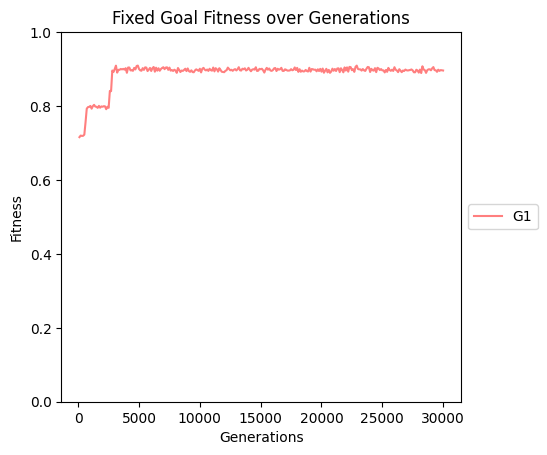 Fixed Goal Fitness over Generations
1.0
0.8
0.6
0.4
0.2
0.0
Fitness
0 5000 10000 15000 20000 25000 30000
Generations
G1